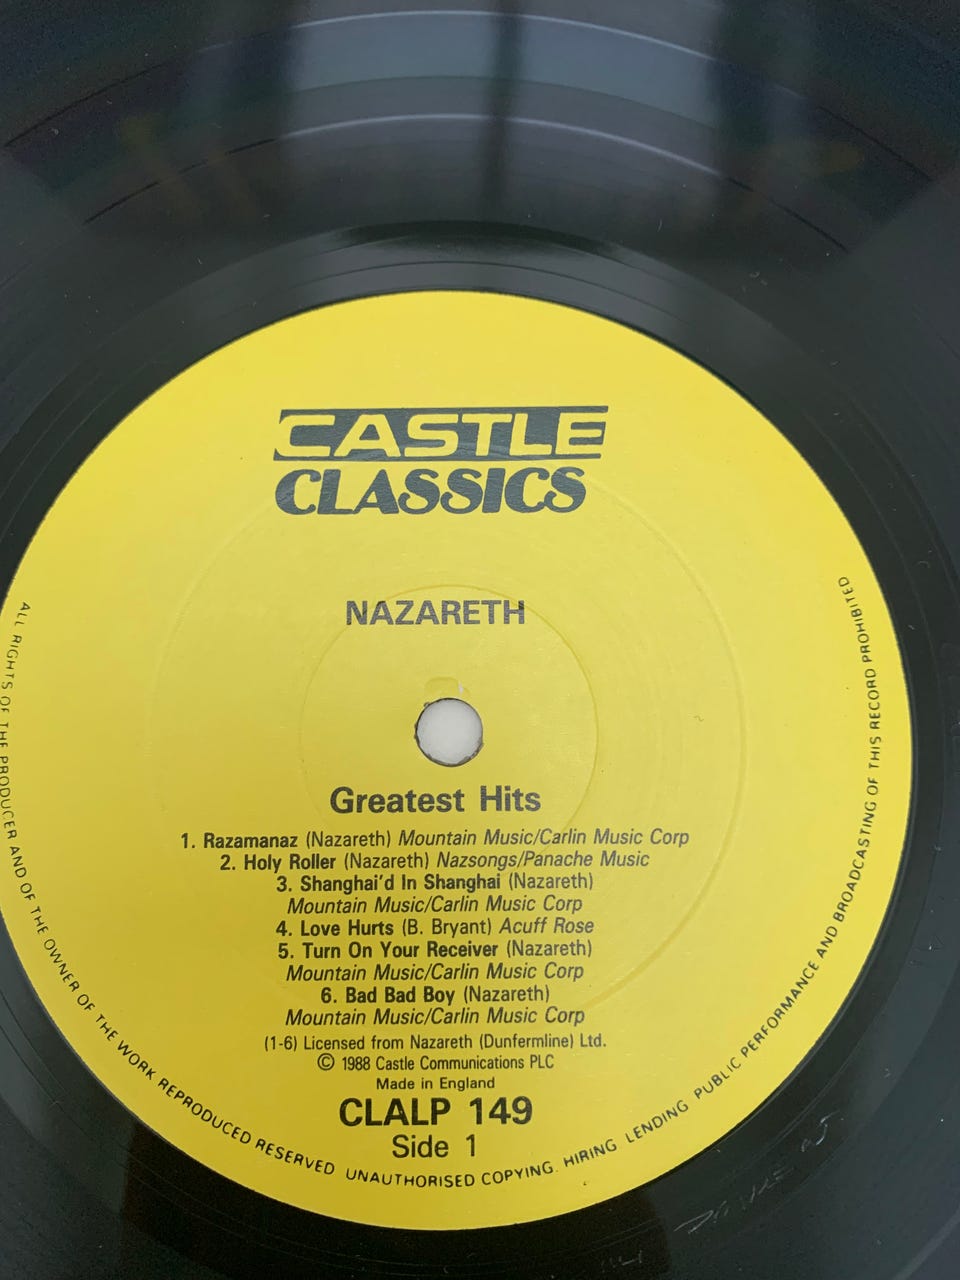 CASTLE
CLASSICS
NAZARETH
Greatest Hits
1. Razamanaz (Nazareth) Mountain Music/Carlin Music Corp
2. Holy Roller (Nazareth) Nazsongs/Panache Music
3. Shanghai'd In Shanghai (Nazareth)
Mountain Music/Carlin Music Corp
4. Love Hurts (B. Bryant) Acuff Rose
5. Turn On Your Receiver (Nazareth)
Mountain Music/Carlin Music Corp
6. Bad Bad Boy (Nazareth)
Mountain Music/Carlin Music Corp
(1-6) Licensed from Nazareth (Dunfermline) Ltd.
© 1988 Castle Communications PLC
Made in England
CLALP 149
Side 1
ALL RIGHTS OF THE PRODUCER AND OF THE OWNER OF THE WORK REPRODUCED RESERVED UNAUTHORISED COPYING. HIRING LENDING PUBLIC PERFORMANCE AND BROADCASTING OF THIS RECORD PROHIBITED